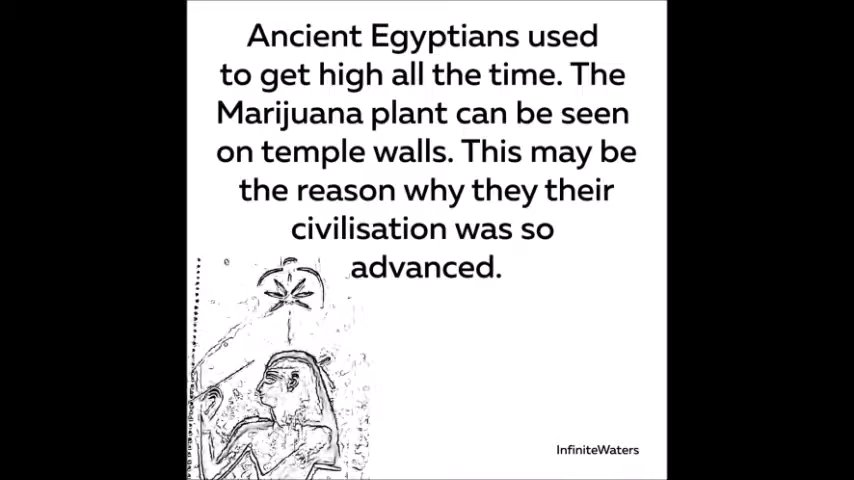 Ancient Egyptians used
to get high all the time. The
Marijuana plant can be seen
on temple walls. This may be
the reason why they their
civilisation was so
advanced.
InfiniteWaters